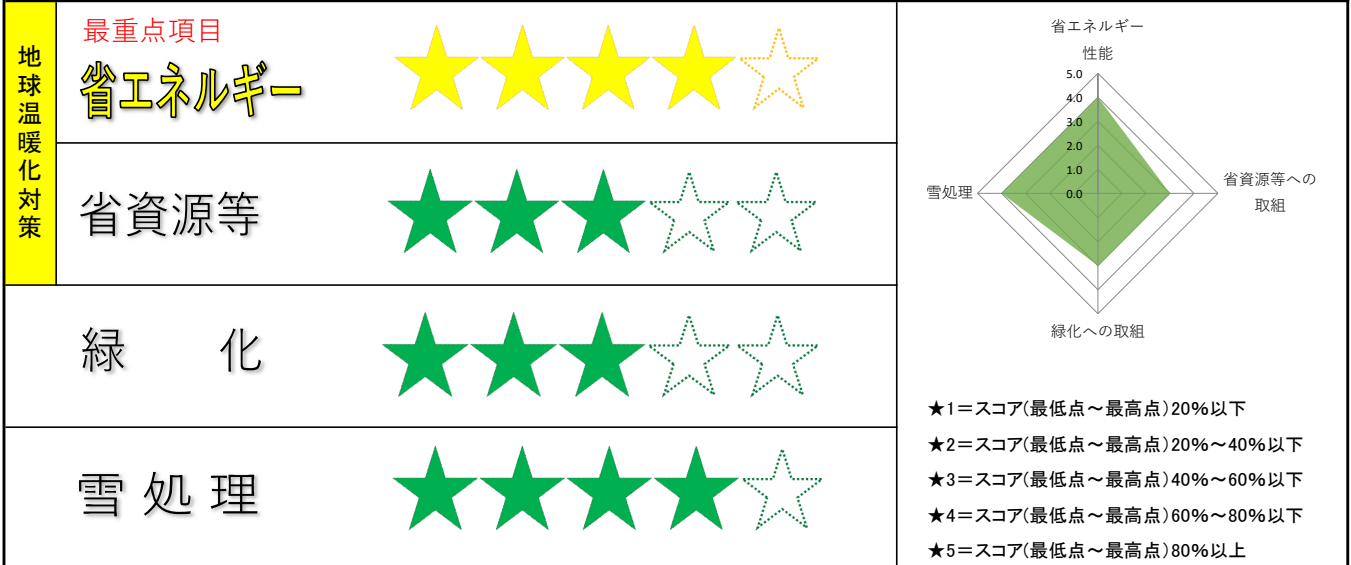 地球温暖化対策
最重点項目
省エネルギー
省資源等
緑 化
雪処理
省エネルギー
性能
5.0
4.0
3.0
2.0
1.0
0.0
雪処理
省資源等への
取組
緑化への取組
★1=スコア(最低点～最高点)20%以下
★2=スコア(最低点～最高点)20%～40%以下
★3=スコア(最低点～最高点)40%～60%以下
★4=スコア(最低点～最高点)60%～80%以下
★5=スコア(最低点～最高点)80%以上